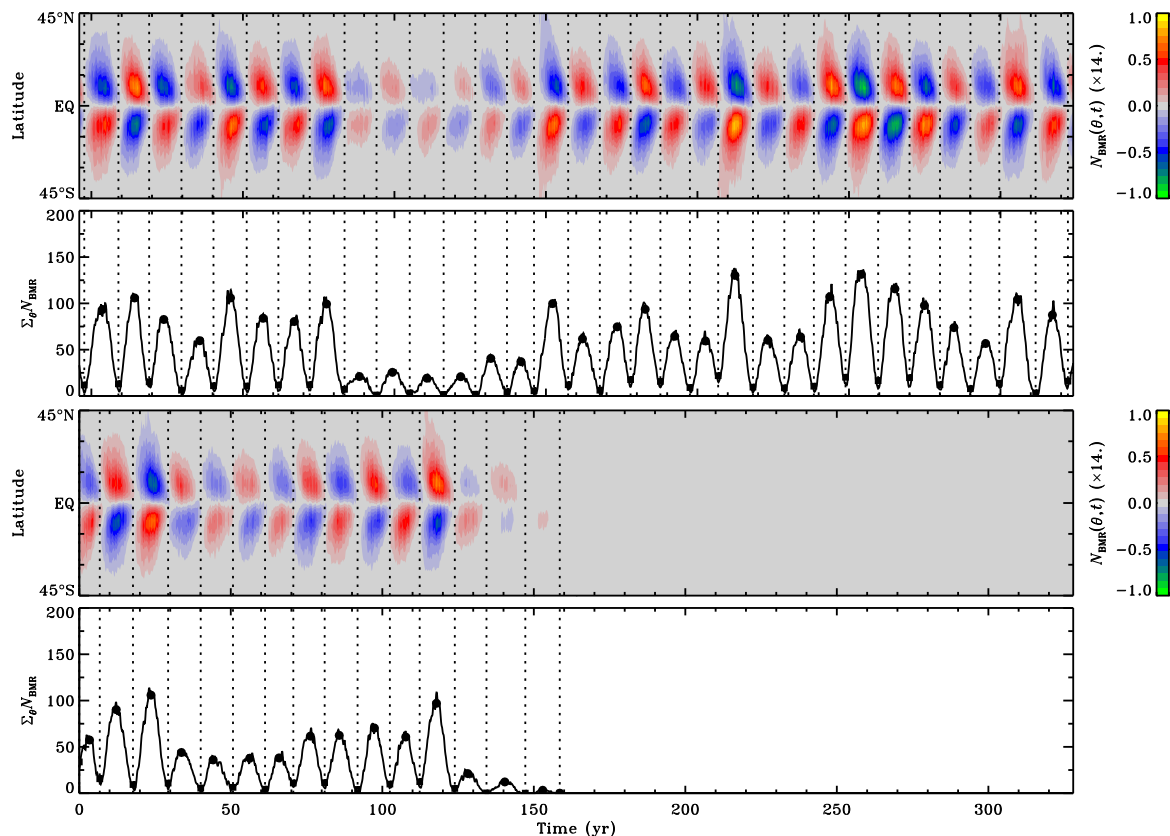 45°N
Latitude
EQ
45°S
1.0
0.5
0.0
−0.5
−1.0
N_BMR(θ,t) (×14.)
200
150
100
50
0
Σ_θ N_BMR
45°N
Latitude
EQ
45°S
1.0
0.5
0.0
−0.5
−1.0
N_BMR(θ,t) (×14.)
200
150
100
50
0
Σ_θ N_BMR
0 50 100 150 200 250 300
Time (yr)